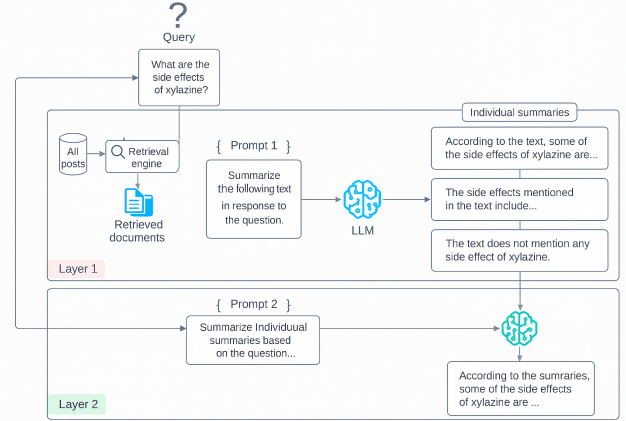 ?
Query
What are the
side effects
of xylazine?
Individual summaries
All
posts
Retrieval
engine
Retrieved
documents
{ Prompt 1 }
Summarize
the following text
in response to
the question.
LLM
According to the text, some of
the side effects of xylazine are...
The side effects mentioned
in the text include...
The text does not mention any
side effect of xylazine.
Layer 1
{ Prompt 2 }
Summarize Individuual
summaries based
on the question...
According to the sumraries,
some of the side effects
of xylazine are ...
Layer 2